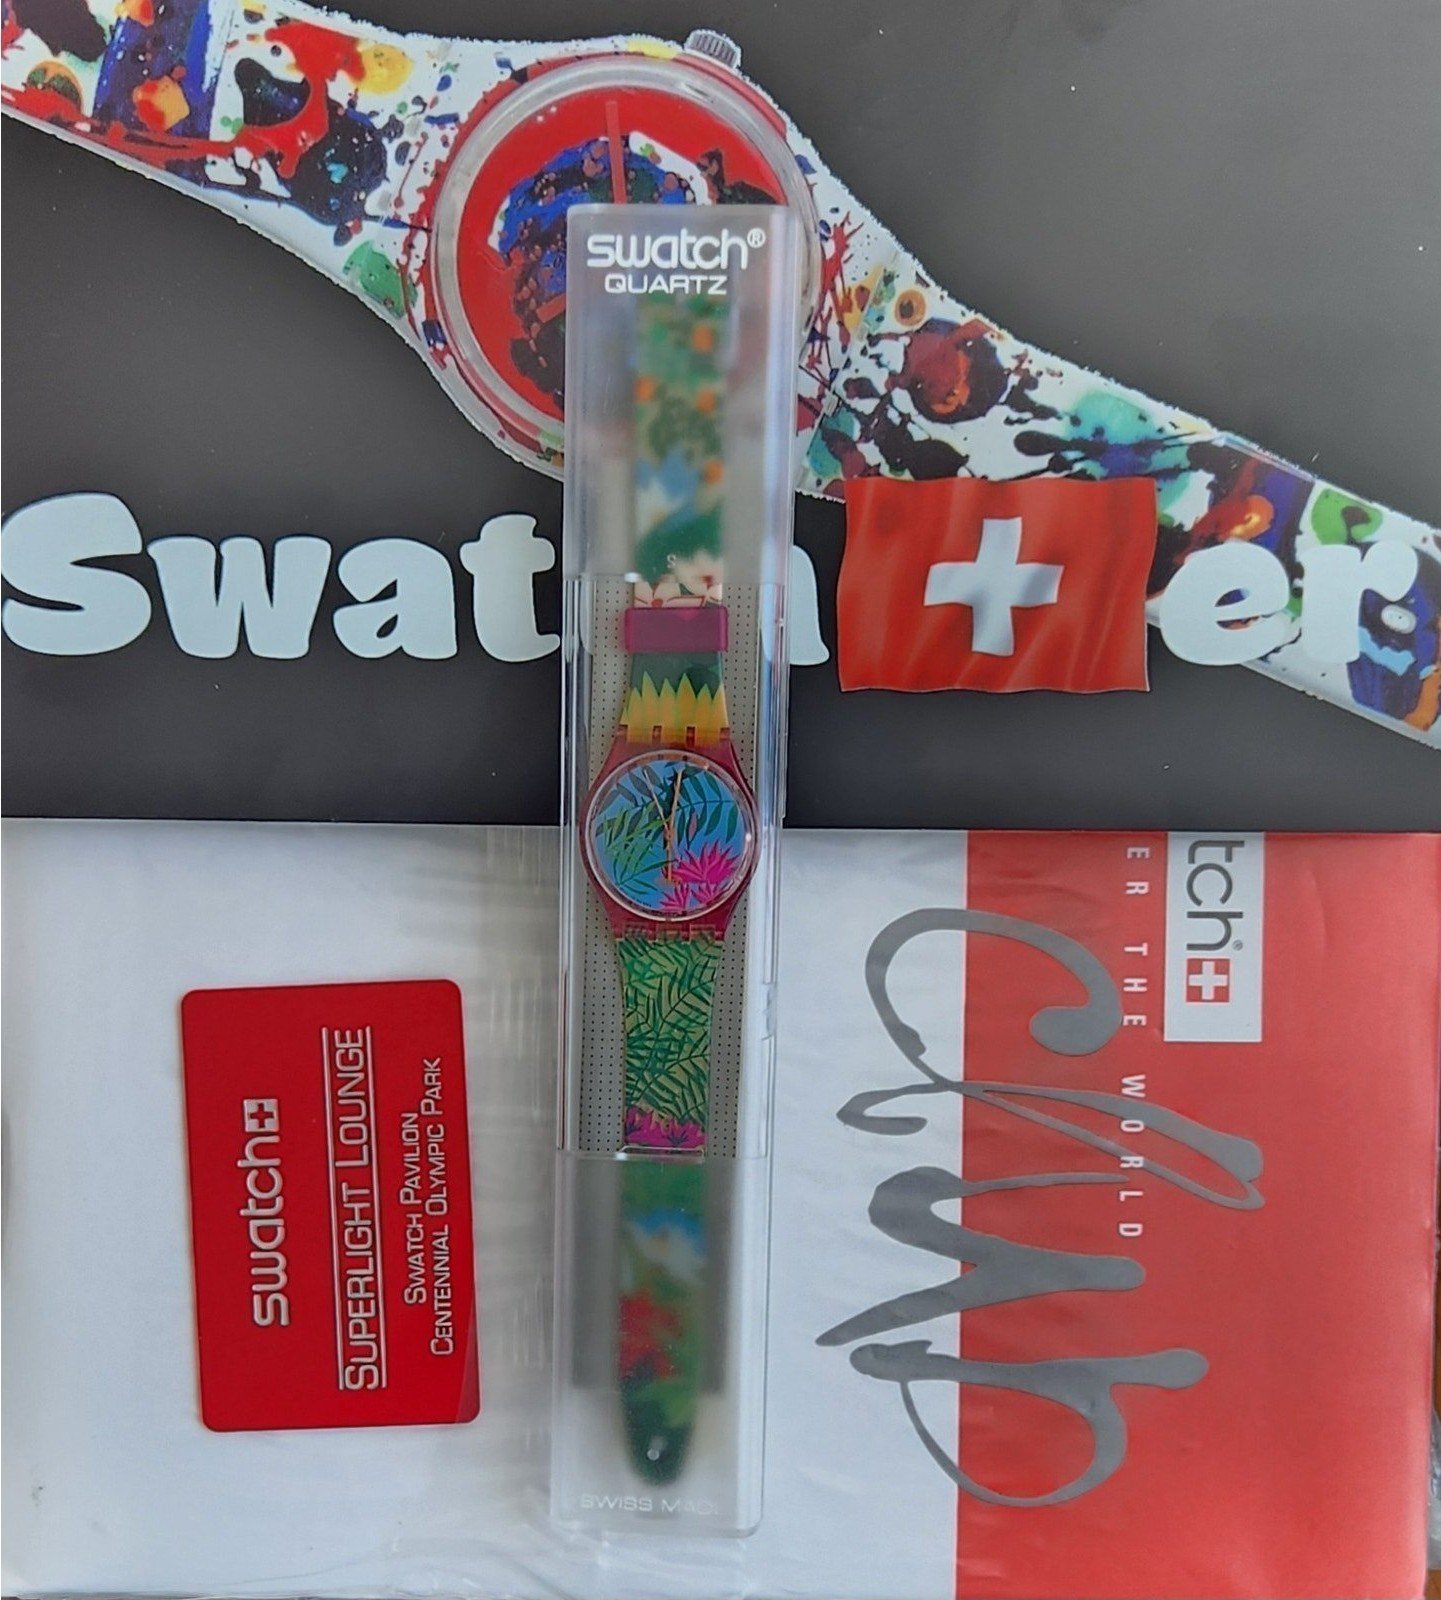 swatch®
QUARTZ
Swat
er
swatch
SUPERLIGHT LOUNGE
SWATCH PAVILION
CENTENNIAL OLYMPIC PARK
tch®
ER THE WORLD
Club
SWISS MADE